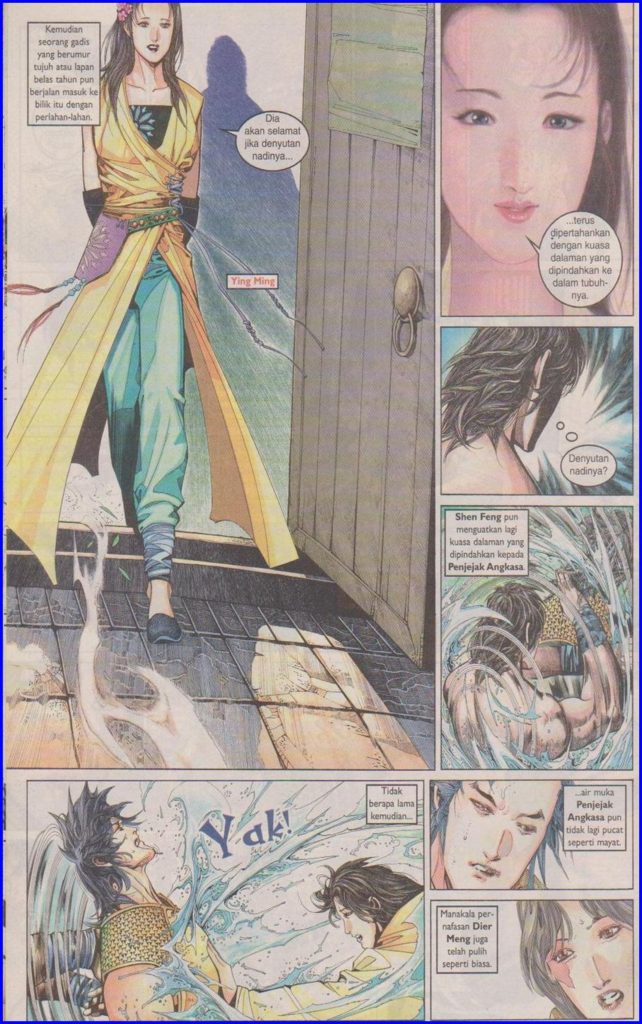 Kemudian
seorang gadis
yang berumur
tujuh atau lapan
belas tahun pun
berjalan masuk ke
bilik itu dengan
perlahan-lahan.
Dia
akan selamat
jika denyutan
nadinya...
Ying Ming
...terus
dipertahankan
dengan kuasa
dalaman yang
dipindahkan ke
dalam tubuh-
nya.
Denyutan
nadinya?
Shen Feng pun
menguatkan lagi
kuasa dalaman yang
dipindahkan kepada
Penjejak Angkasa.
Tidak
berapa lama
kemudian...
Yak!
...air muka
Penjejak
Angkasa pun
tidak lagi pucat
seperti mayat.
Manakala per-
nafasan Dier
Meng juga
telah pulih
seperti biasa.